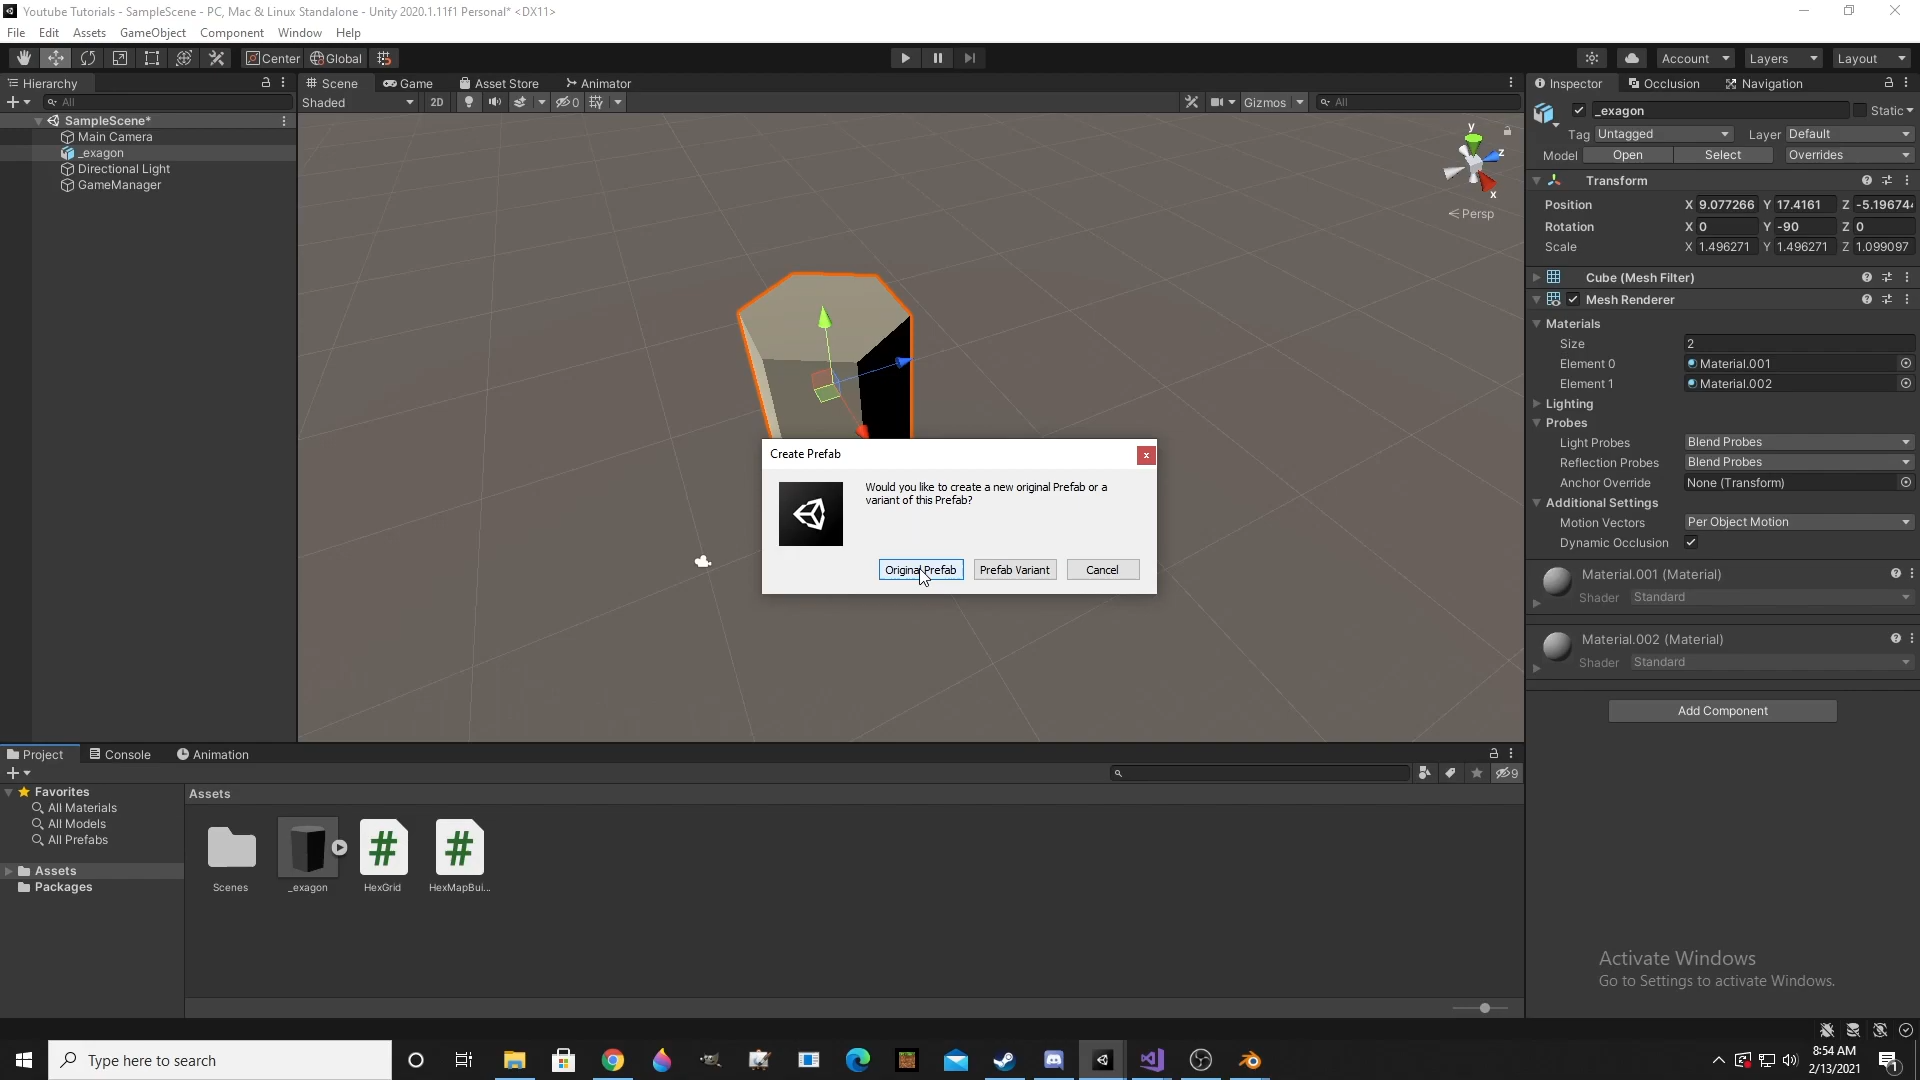 Youtube Tutorials - SampleScene - PC, Mac & Linux Standalone - Unity 2020.1.11f1 Personal* <DX11>
File Edit Assets GameObject Component Window Help
Center Global Account Layers Layout
Hierarchy
All
SampleScene*
Main Camera
_exagon
Directional Light
GameManager
Scene Game Asset Store Animator
Shaded 2D 0 Gizmos All
y
z
x
Persp
Inspector Occlusion Navigation
_exagon Static
Tag Untagged Layer Default
Model Open Select Overrides
Transform
Position X 9.077266 Y 17.4161 Z -5.19674
Rotation X 0 Y -90 Z 0
Scale X 1.496271 Y 1.496271 Z 1.099097
Cube (Mesh Filter)
Mesh Renderer
Materials
Size 2
Element 0 Material.001
Element 1 Material.002
Lighting
Probes
Light Probes Blend Probes
Reflection Probes Blend Probes
Anchor Override None (Transform)
Additional Settings
Motion Vectors Per Object Motion
Dynamic Occlusion
Material.001 (Material)
Shader Standard
Material.002 (Material)
Shader Standard
Add Component
Create Prefab
x
Would you like to create a new original Prefab or a
variant of this Prefab?
Original Prefab Prefab Variant Cancel
Project Console Animation
9
Favorites
All Materials
All Models
All Prefabs
Assets
Packages
Assets
Scenes _exagon HexGrid HexMapBui...
Activate Windows
Go to Settings to activate Windows.
Type here to search
8:54 AM
2/13/2021
1